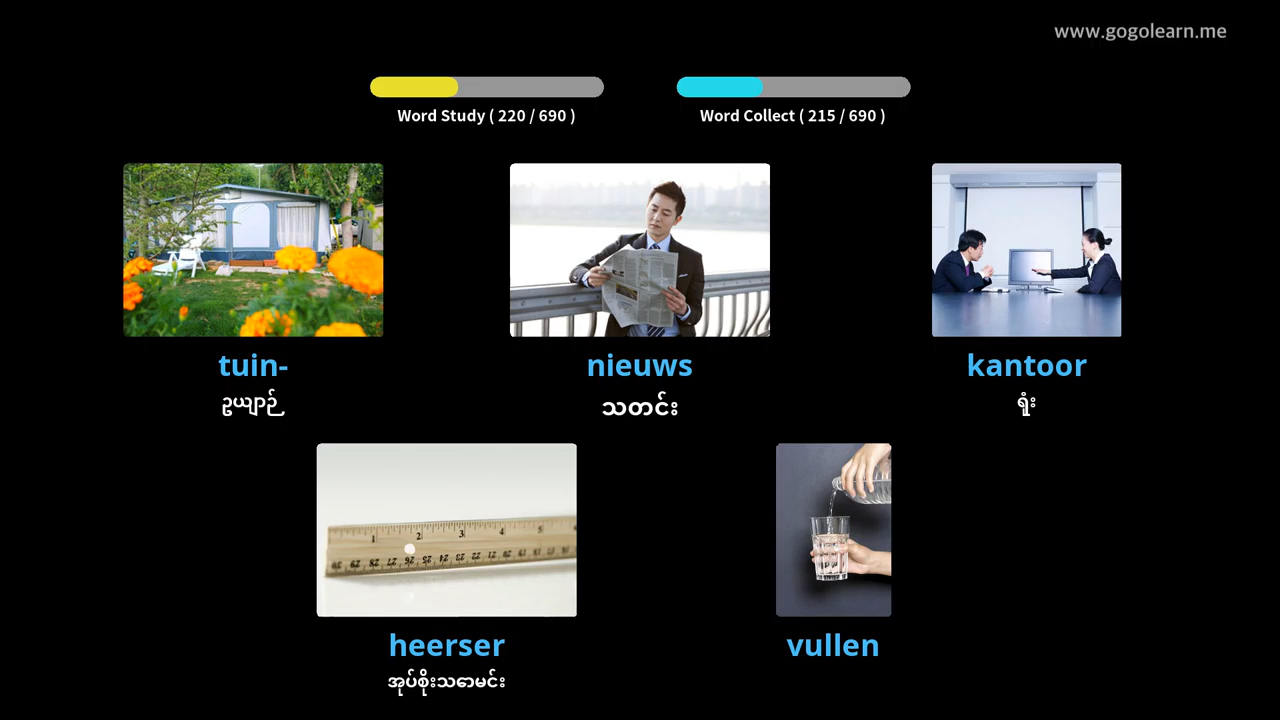 www.gogolearn.me
Word Study ( 220 / 690 )
Word Collect ( 215 / 690 )
tuin-
nieuws
kantoor
ဥယျာဉ်
သတင်း
ရုံး
heerser
vullen
အုပ်စိုးသောမင်း